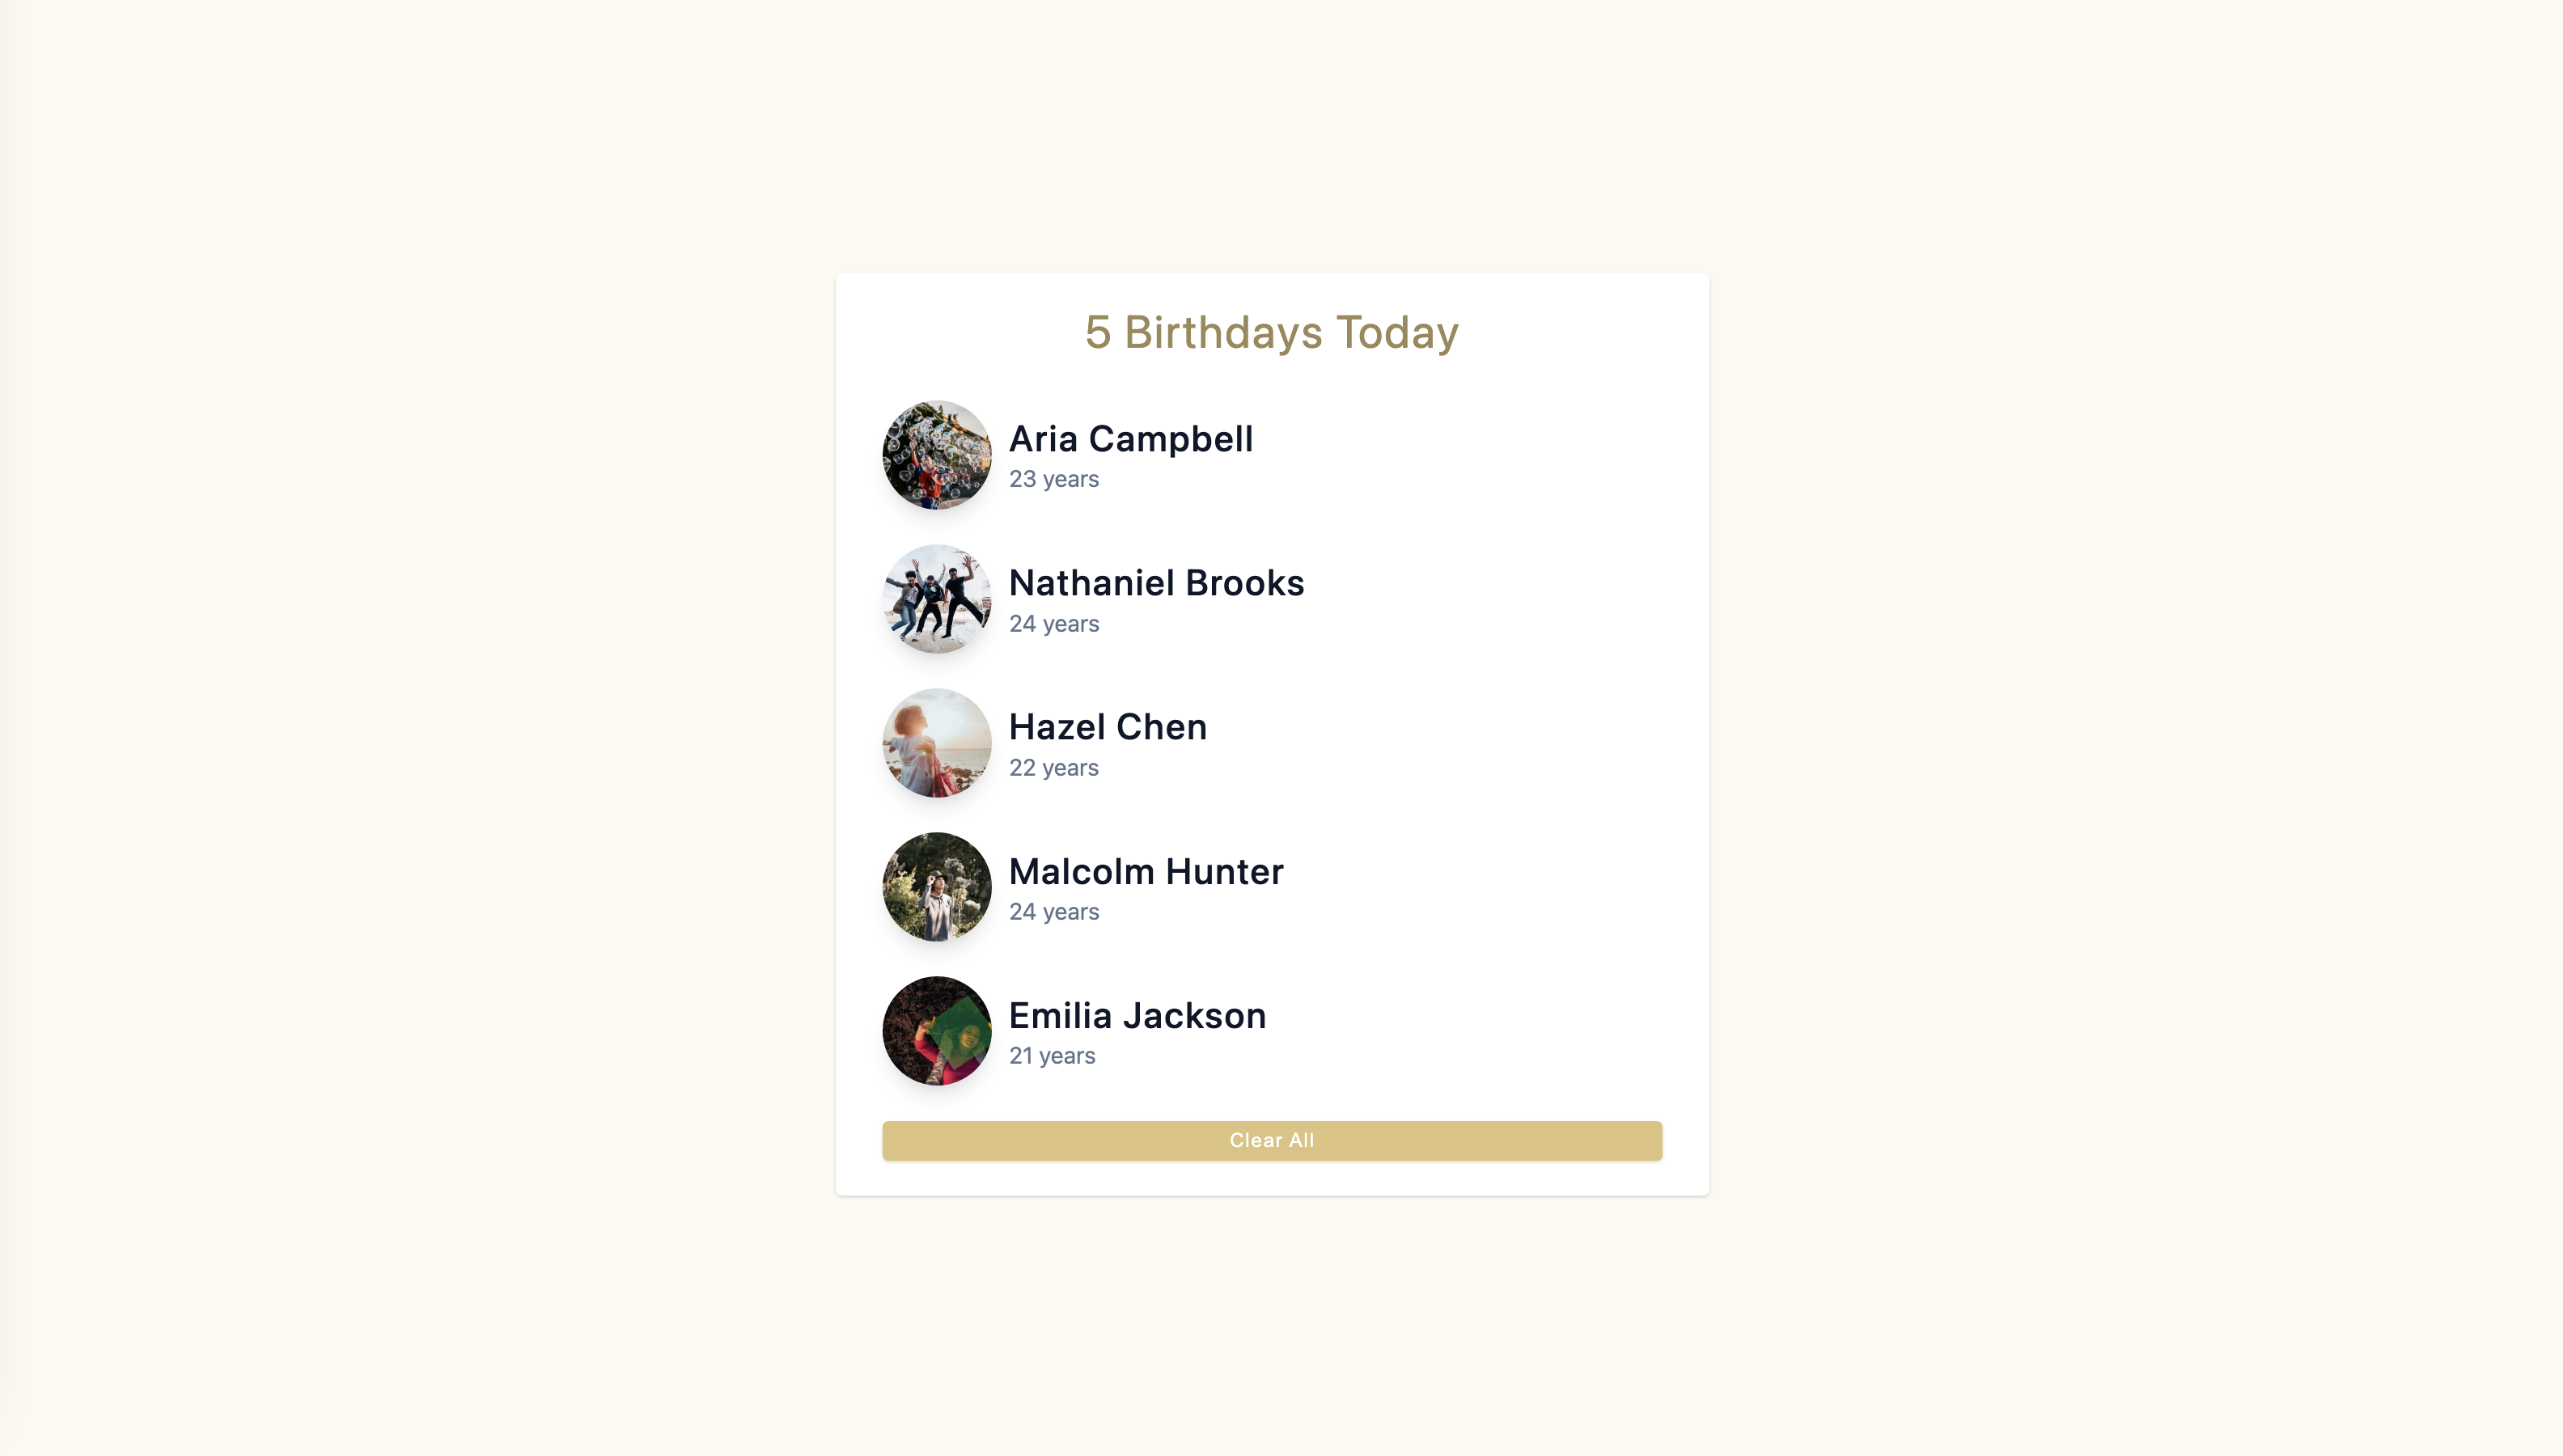 5 Birthdays Today
Aria Campbell
23 years
Nathaniel Brooks
24 years
Hazel Chen
22 years
Malcolm Hunter
24 years
Emilia Jackson
21 years
Clear All